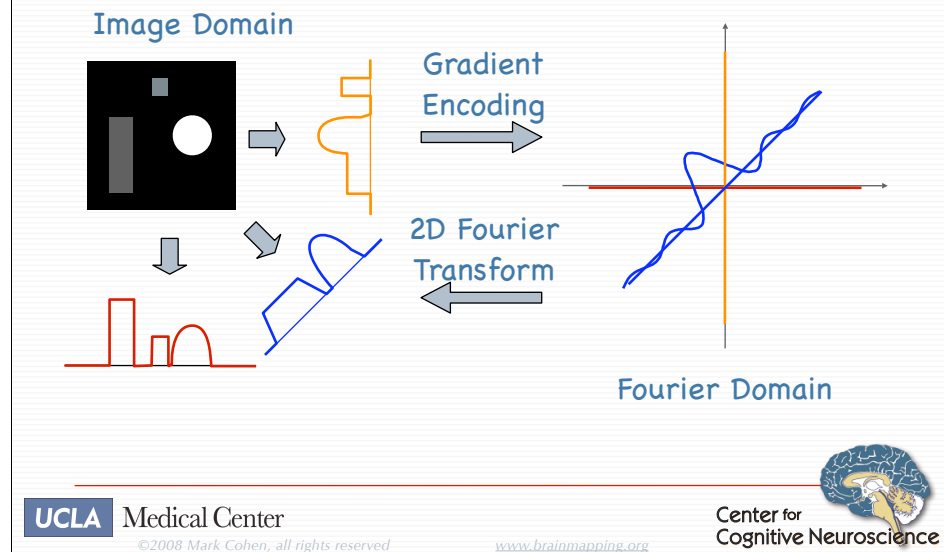 Image Domain
Gradient
Encoding
2D Fourier
Transform
Fourier Domain
UCLA Medical Center
©2008 Mark Cohen, all rights reserved
www.brainmapping.org
Center for
Cognitive Neuroscience